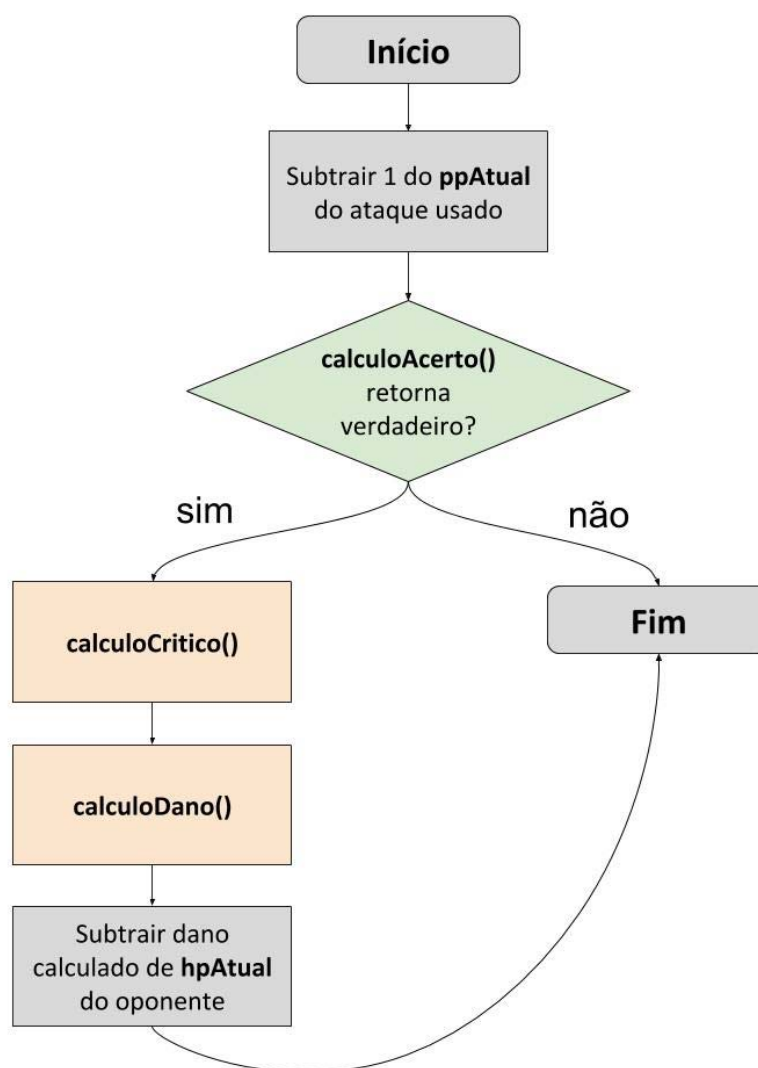 Início
Subtrair 1 do ppAtual
do ataque usado
calculoAcerto()
retorna
verdadeiro?
sim
não
calculoCritico()
Fim
calculoDano()
Subtrair dano
calculado de hpAtual
do oponente